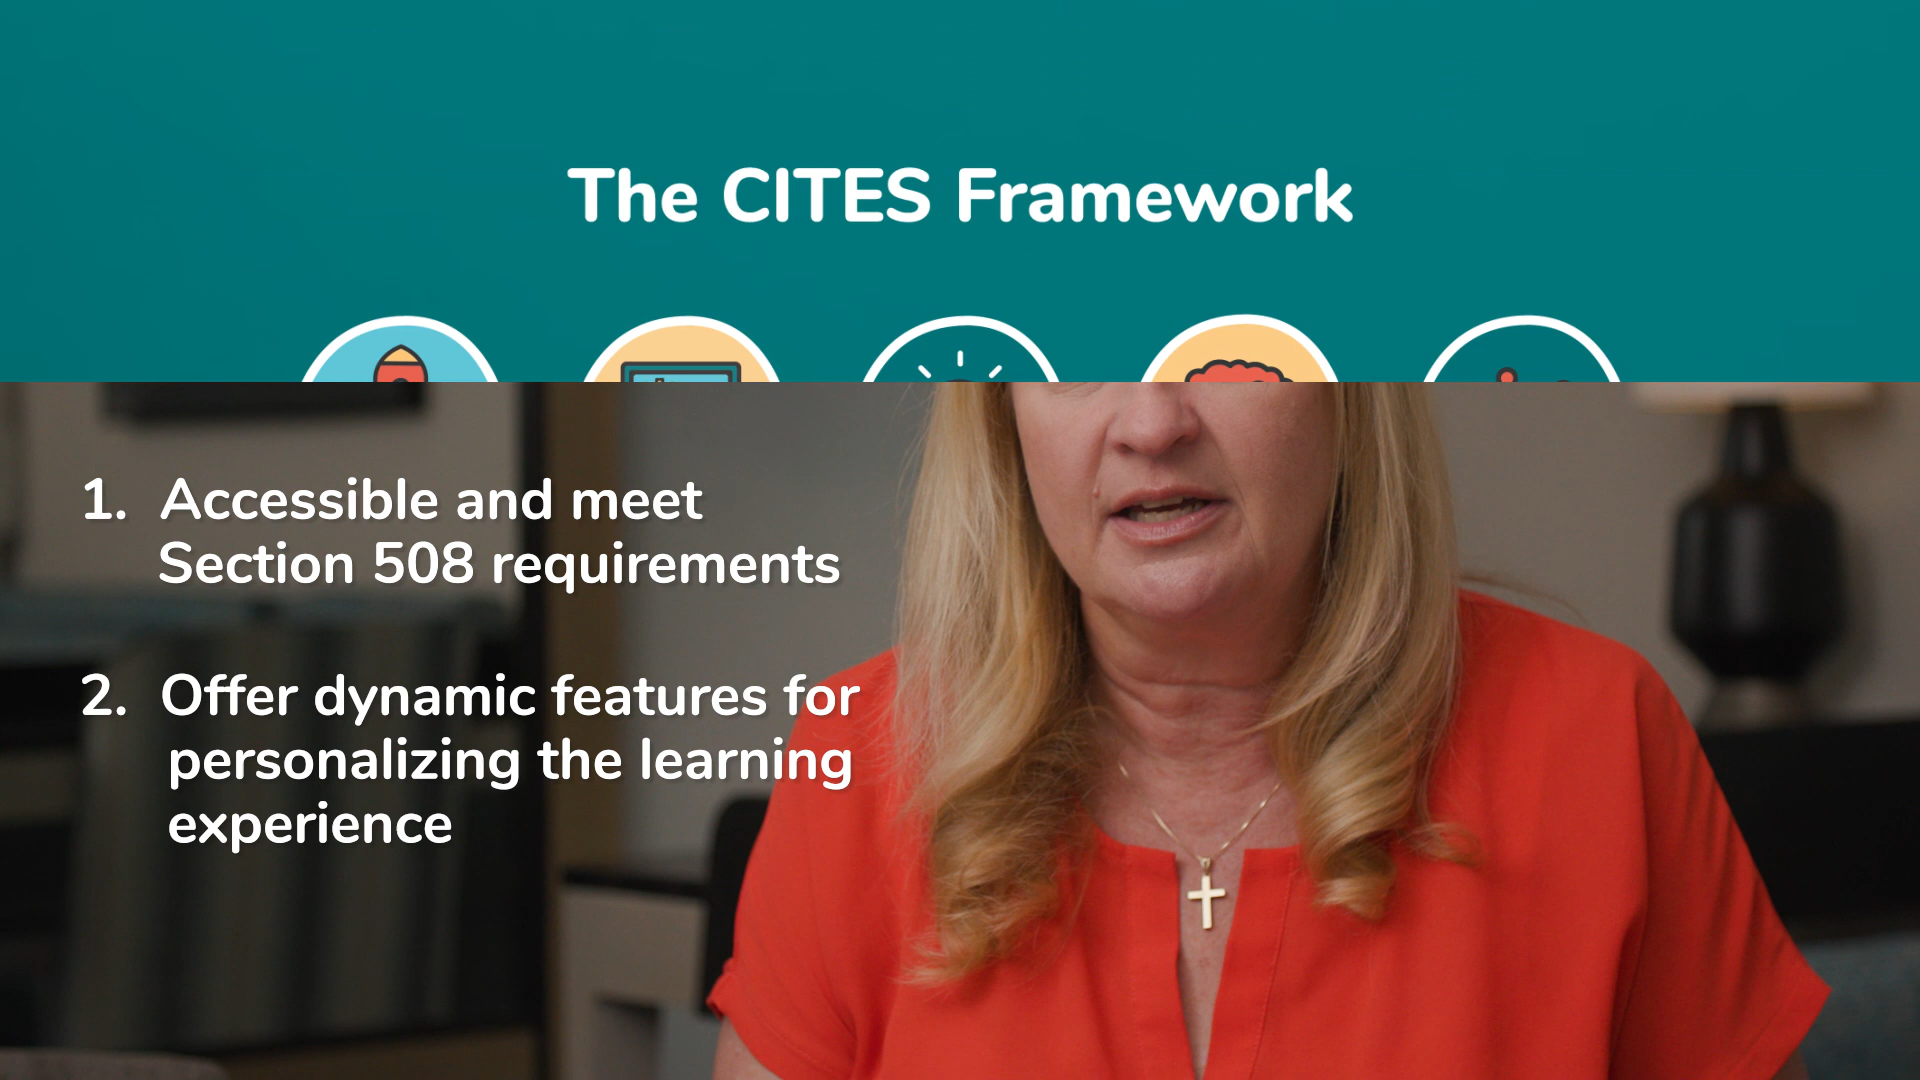 The CITES Framework
1. Accessible and meet
Section 508 requirements
2. Offer dynamic features for
personalizing the learning
experience